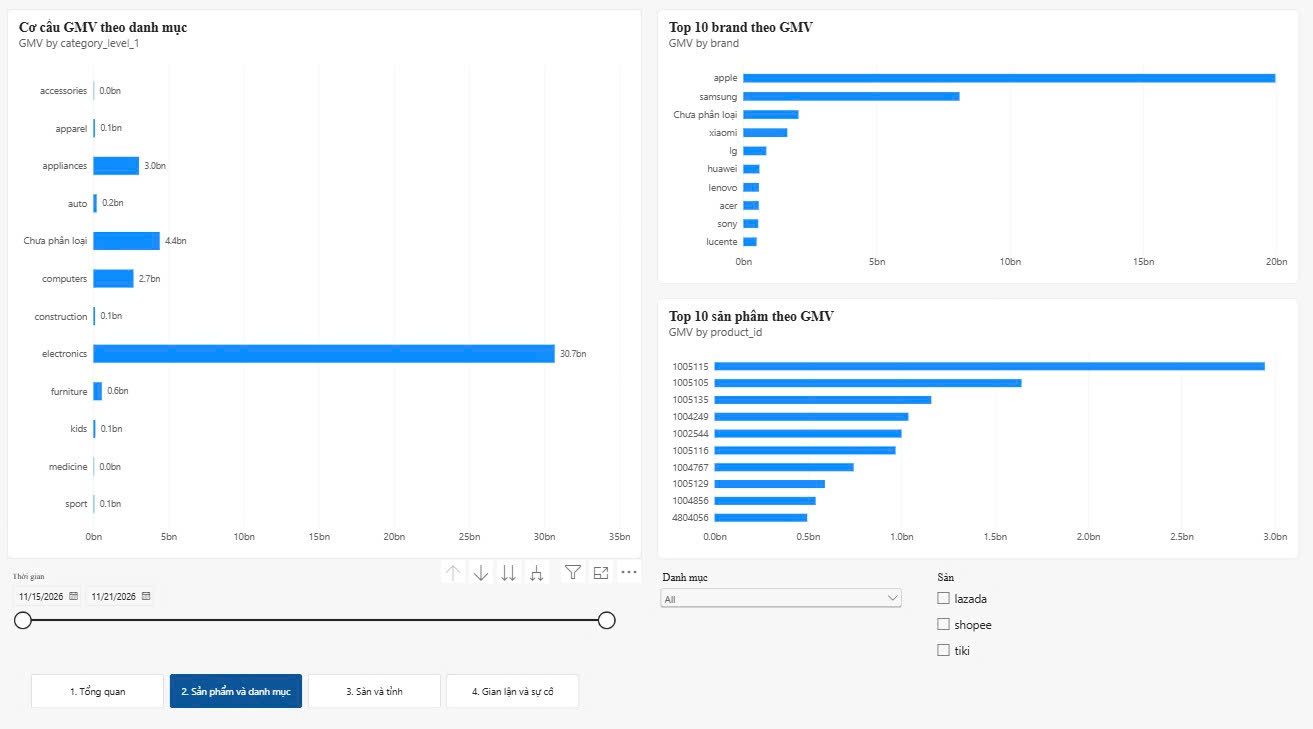 Cơ cấu GMV theo danh mục
GMV by category_level_1
accessories 0.0bn
apparel 0.1bn
appliances 3.0bn
auto 0.2bn
Chưa phân loại 4.4bn
computers 2.7bn
construction 0.1bn
electronics 30.7bn
furniture 0.6bn
kids 0.1bn
medicine 0.0bn
sport 0.1bn
0bn 5bn 10bn 15bn 20bn 25bn 30bn 35bn
Top 10 brand theo GMV
GMV by brand
apple
samsung
Chưa phân loại
xiaomi
lg
huawei
lenovo
acer
sony
lucente
0bn 5bn 10bn 15bn 20bn
Top 10 sản phẩm theo GMV
GMV by product_id
1005115
1005105
1005135
1004249
1002544
1005116
1004767
1005129
1004856
4804056
0.0bn 0.5bn 1.0bn 1.5bn 2.0bn 2.5bn 3.0bn
Thời gian
11/15/2026 11/21/2026
Danh mục
All
Sàn
lazada
shopee
tiki
1. Tổng quan
2. Sản phẩm và danh mục
3. Sàn và tỉnh
4. Gian lận và sự cố